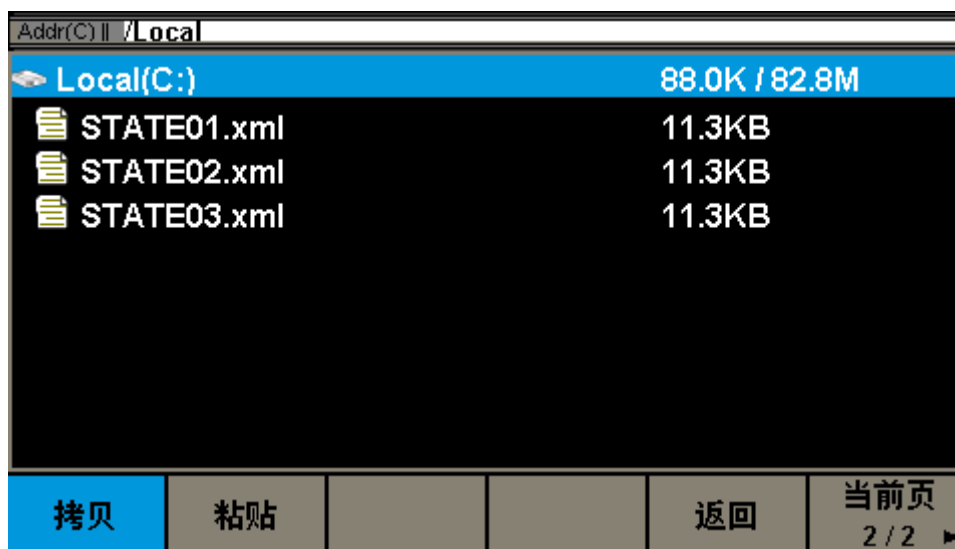 Addr(C) || /Local
Local(C:) 88.0K / 82.8M
STATE01.xml 11.3KB
STATE02.xml 11.3KB
STATE03.xml 11.3KB
拷贝 粘贴 返回 当前页
2 / 2